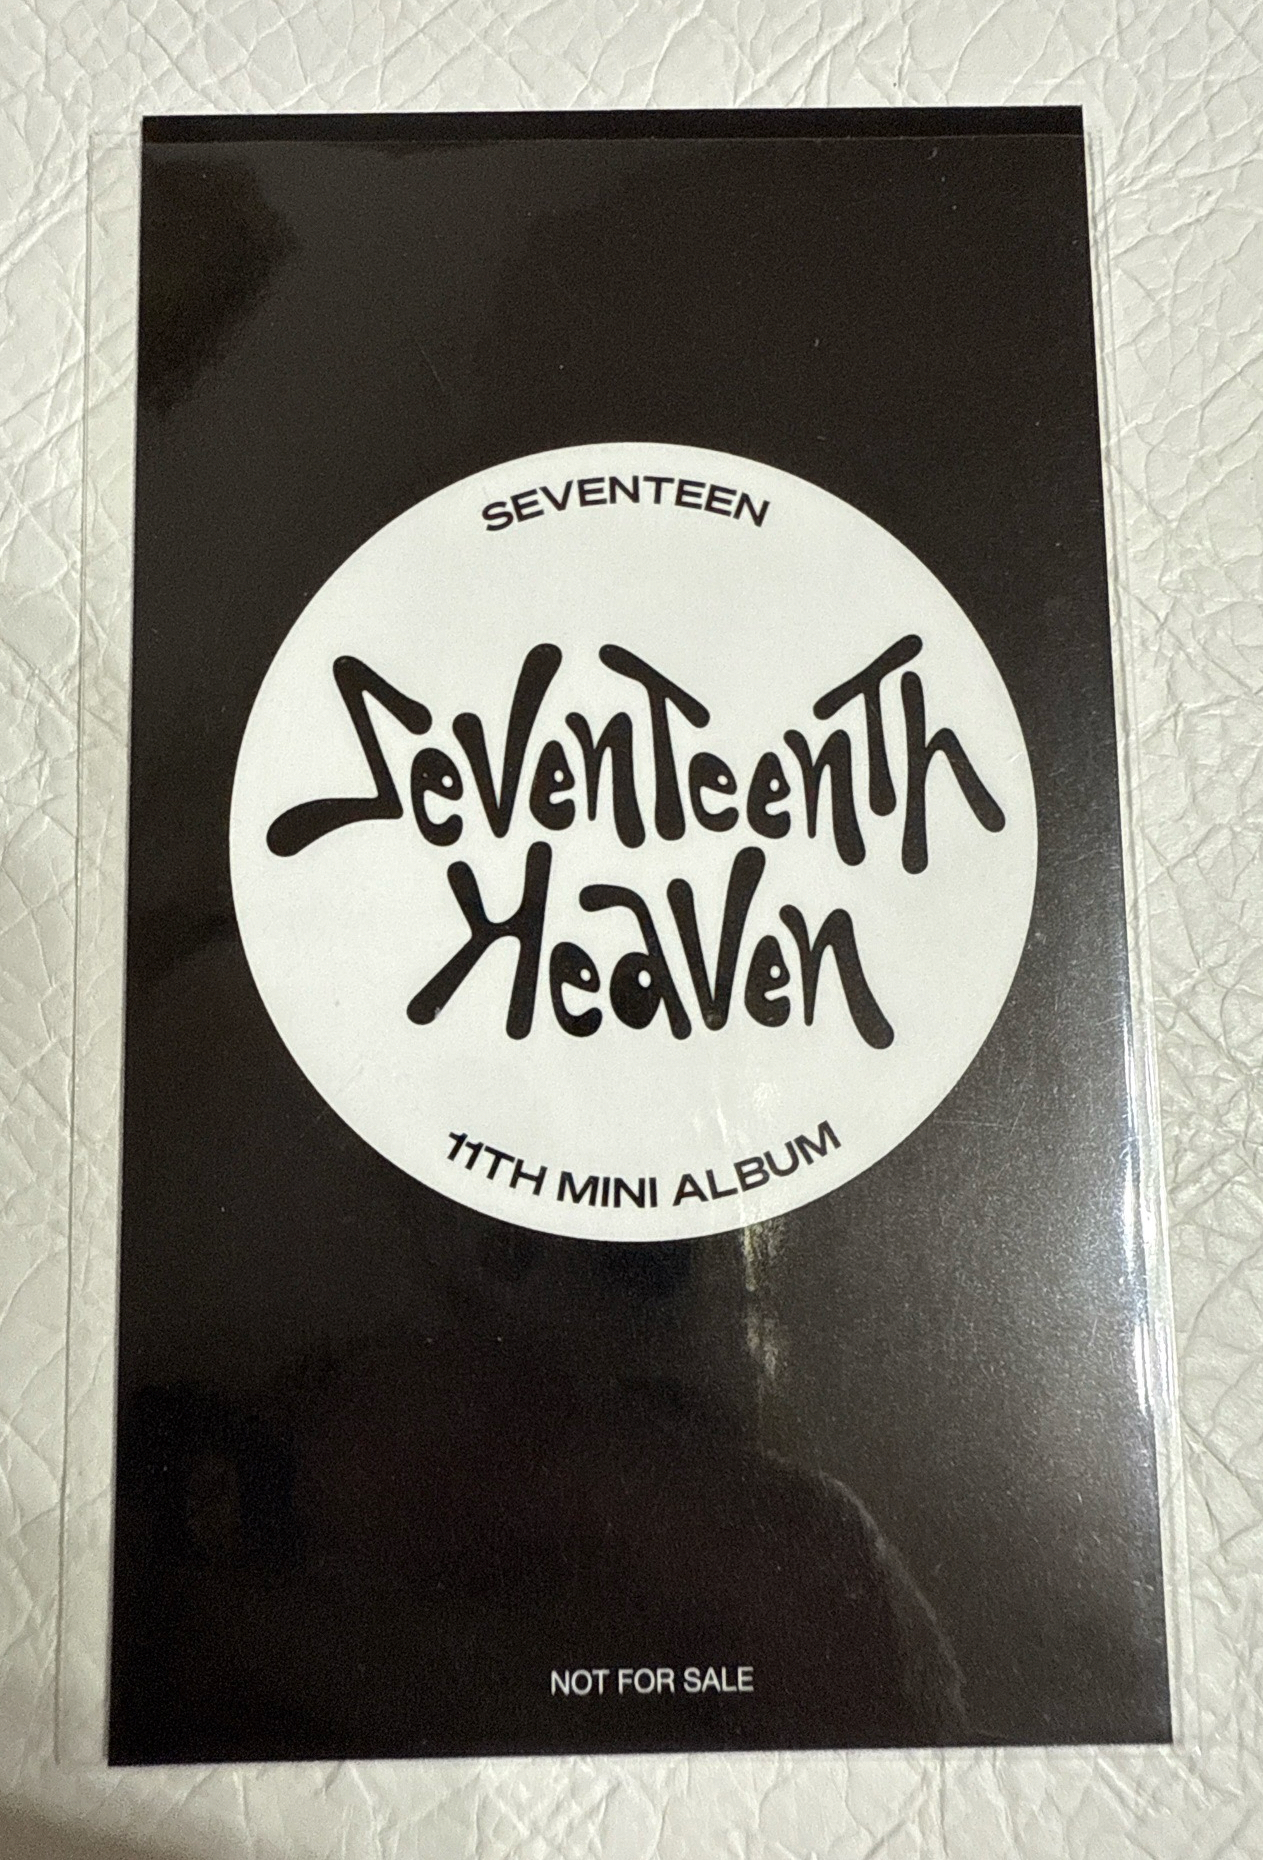 SEVENTEEN
SevenTeenTh
Heaven
11TH MINI ALBUM
NOT FOR SALE